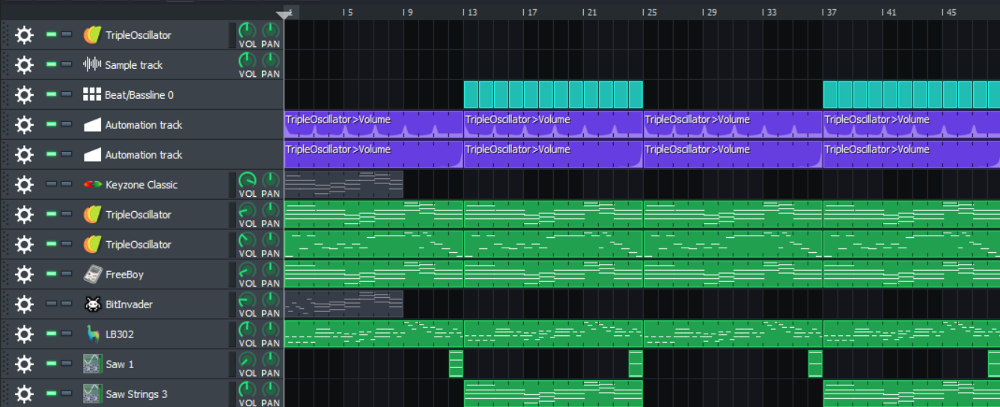 1 5 9 13 17 21 25 29 33 37 41 45
TripleOscillator VOL PAN
Sample track VOL PAN
Beat/Bassline 0
Automation track TripleOscillator>Volume TripleOscillator>Volume TripleOscillator>Volume TripleOscillator>Volume
Automation track TripleOscillator>Volume TripleOscillator>Volume TripleOscillator>Volume TripleOscillator>Volume
Keyzone Classic VOL PAN
TripleOscillator VOL PAN
TripleOscillator VOL PAN
FreeBoy VOL PAN
BitInvader VOL PAN
LB302 VOL PAN
Saw 1 VOL PAN
Saw Strings 3 VOL PAN